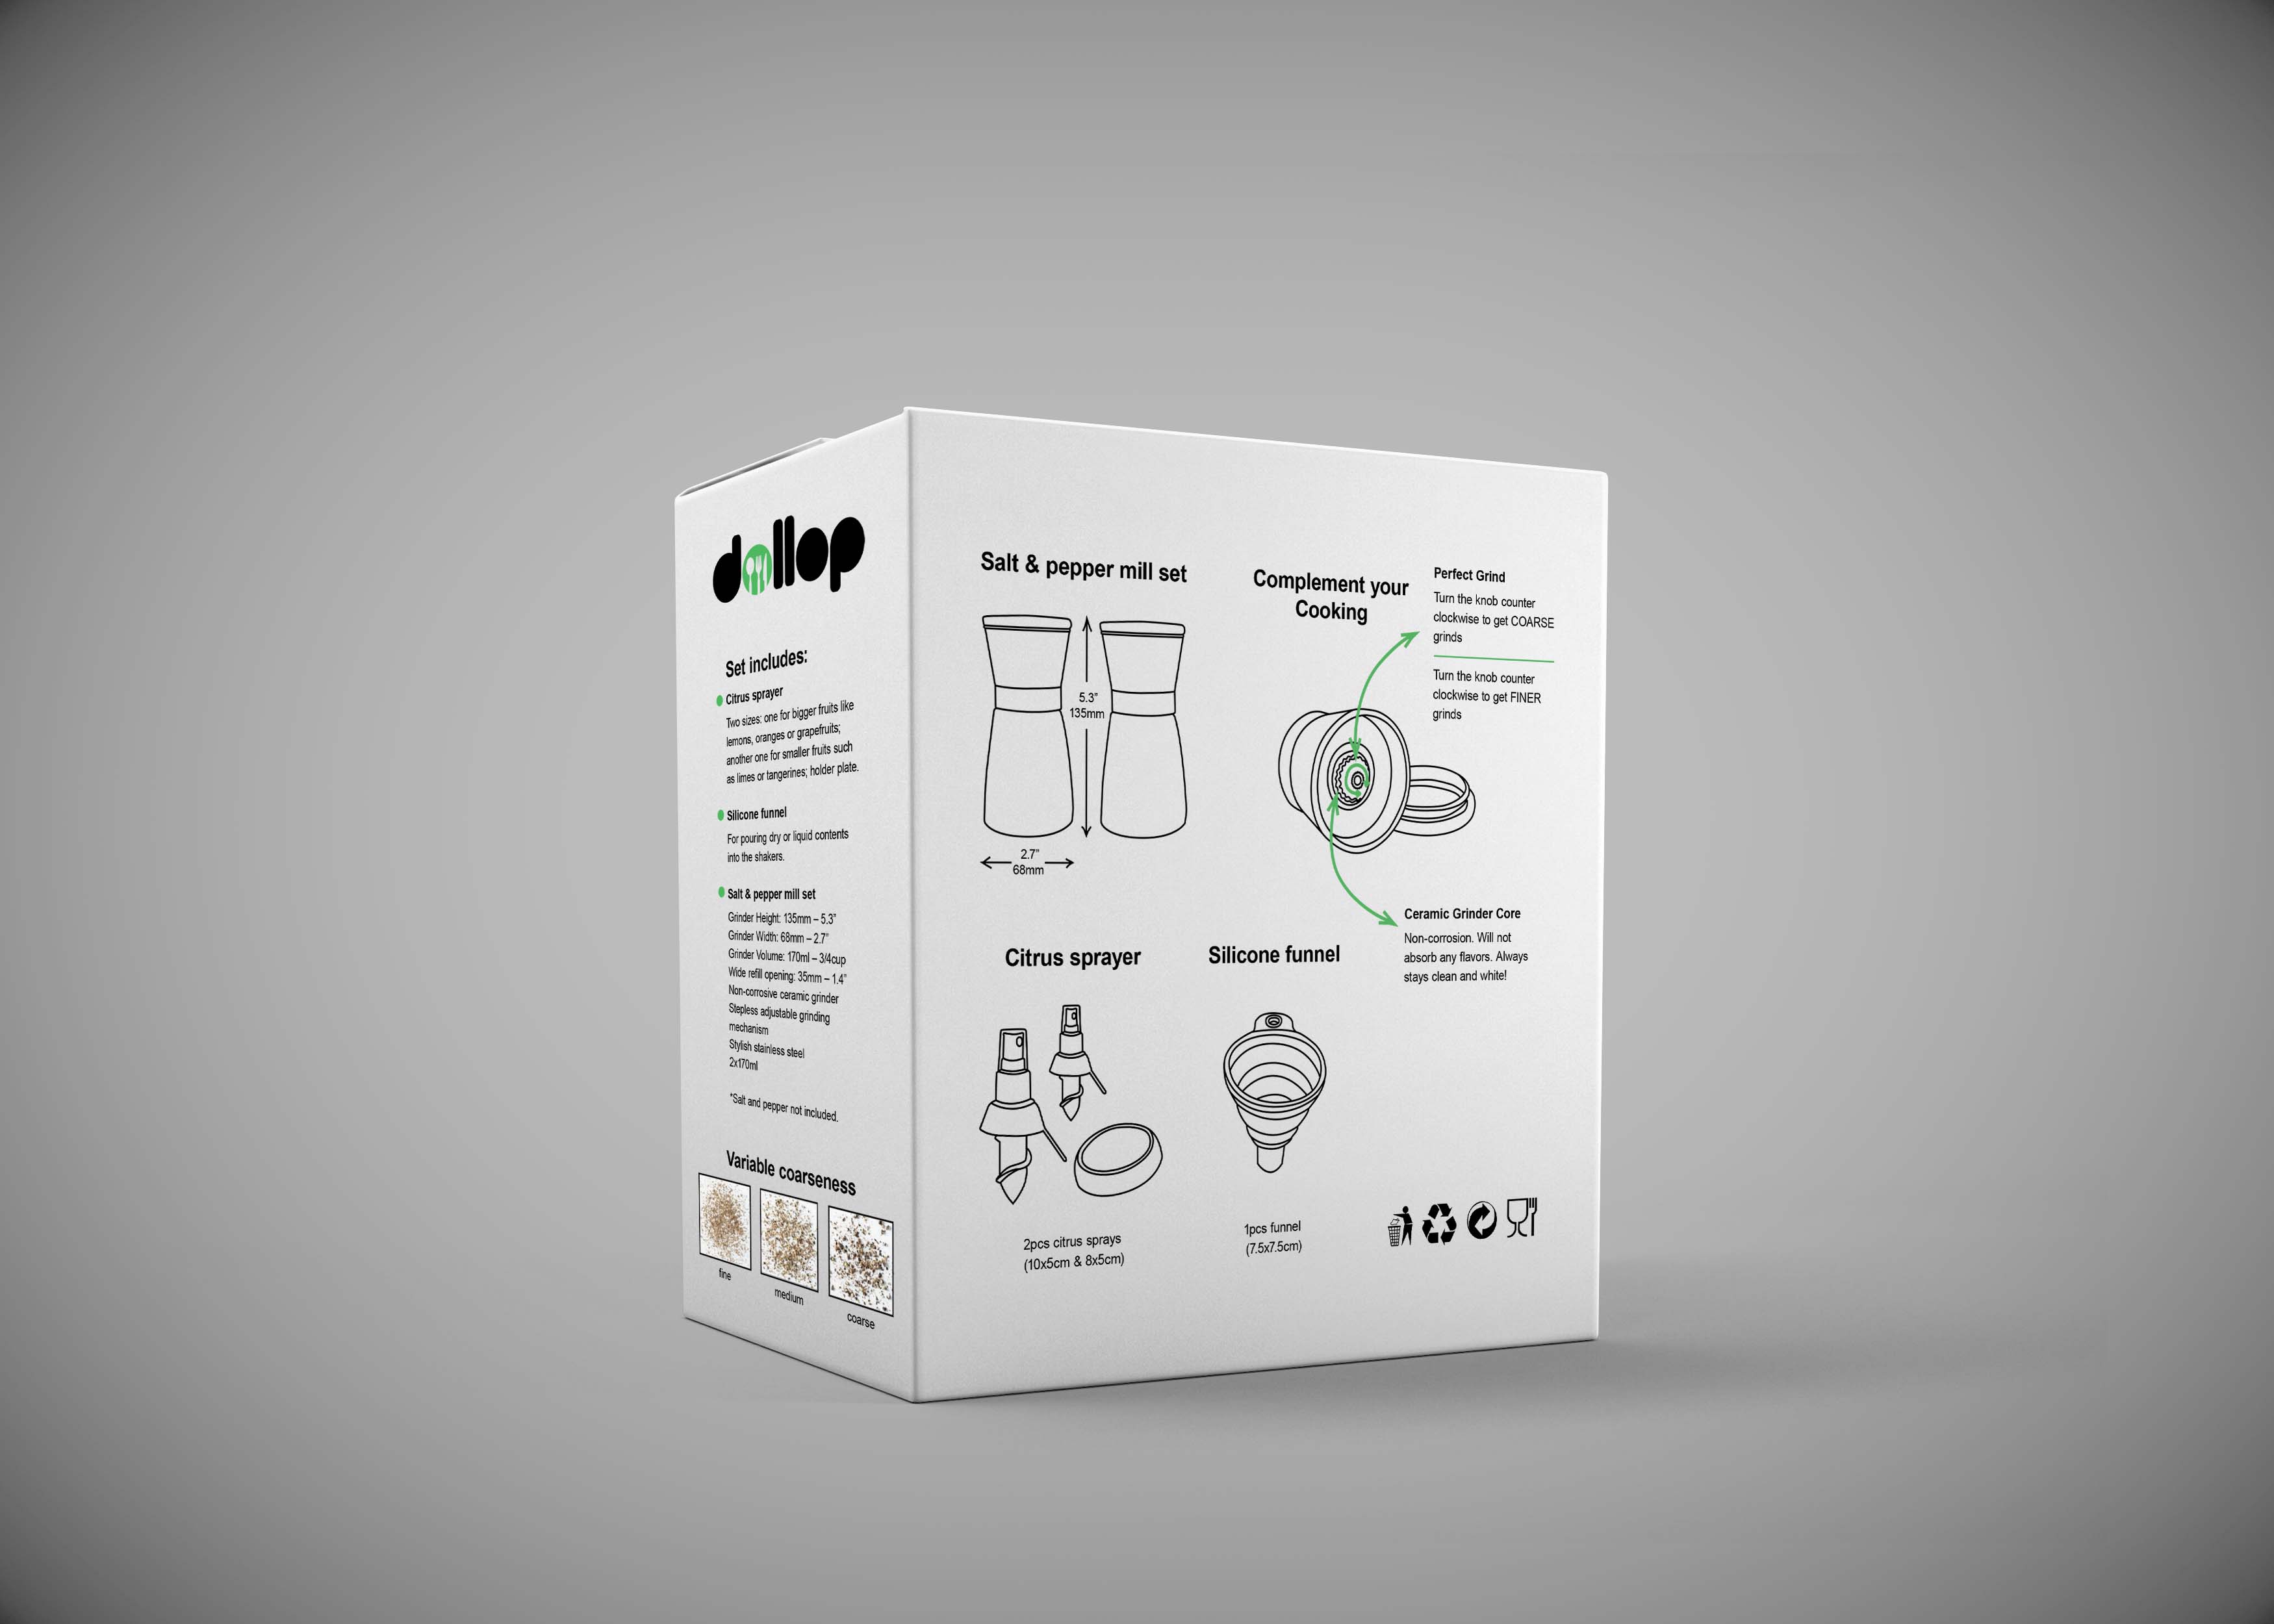 dollop
Set includes:
Citrus sprayer
Two sizes: one for bigger fruits like
lemons, oranges or grapefruits;
another one for smaller fruits such
as limes or tangerines; holder plate.
Silicone funnel
For pouring dry or liquid contents
into the shakers.
Salt & pepper mill set
Grinder Height: 135mm – 5.3”
Grinder Width: 68mm – 2.7”
Grinder Volume: 170ml – 3/4cup
Wide refill opening: 35mm – 1.4”
Non-corrosive ceramic grinder
Stepless adjustable grinding
mechanism
Stylish stainless steel
2x170ml
*Salt and pepper not included.
Variable coarseness
fine
medium
coarse
Salt & pepper mill set
5.3”
135mm
2.7”
68mm
Complement your
Cooking
Perfect Grind
Turn the knob counter
clockwise to get COARSE
grinds
Turn the knob counter
clockwise to get FINER
grinds
Ceramic Grinder Core
Non-corrosion. Will not
absorb any flavors. Always
stays clean and white!
Citrus sprayer
2pcs citrus sprays
(10x5cm & 8x5cm)
Silicone funnel
1pcs funnel
(7.5x7.5cm)